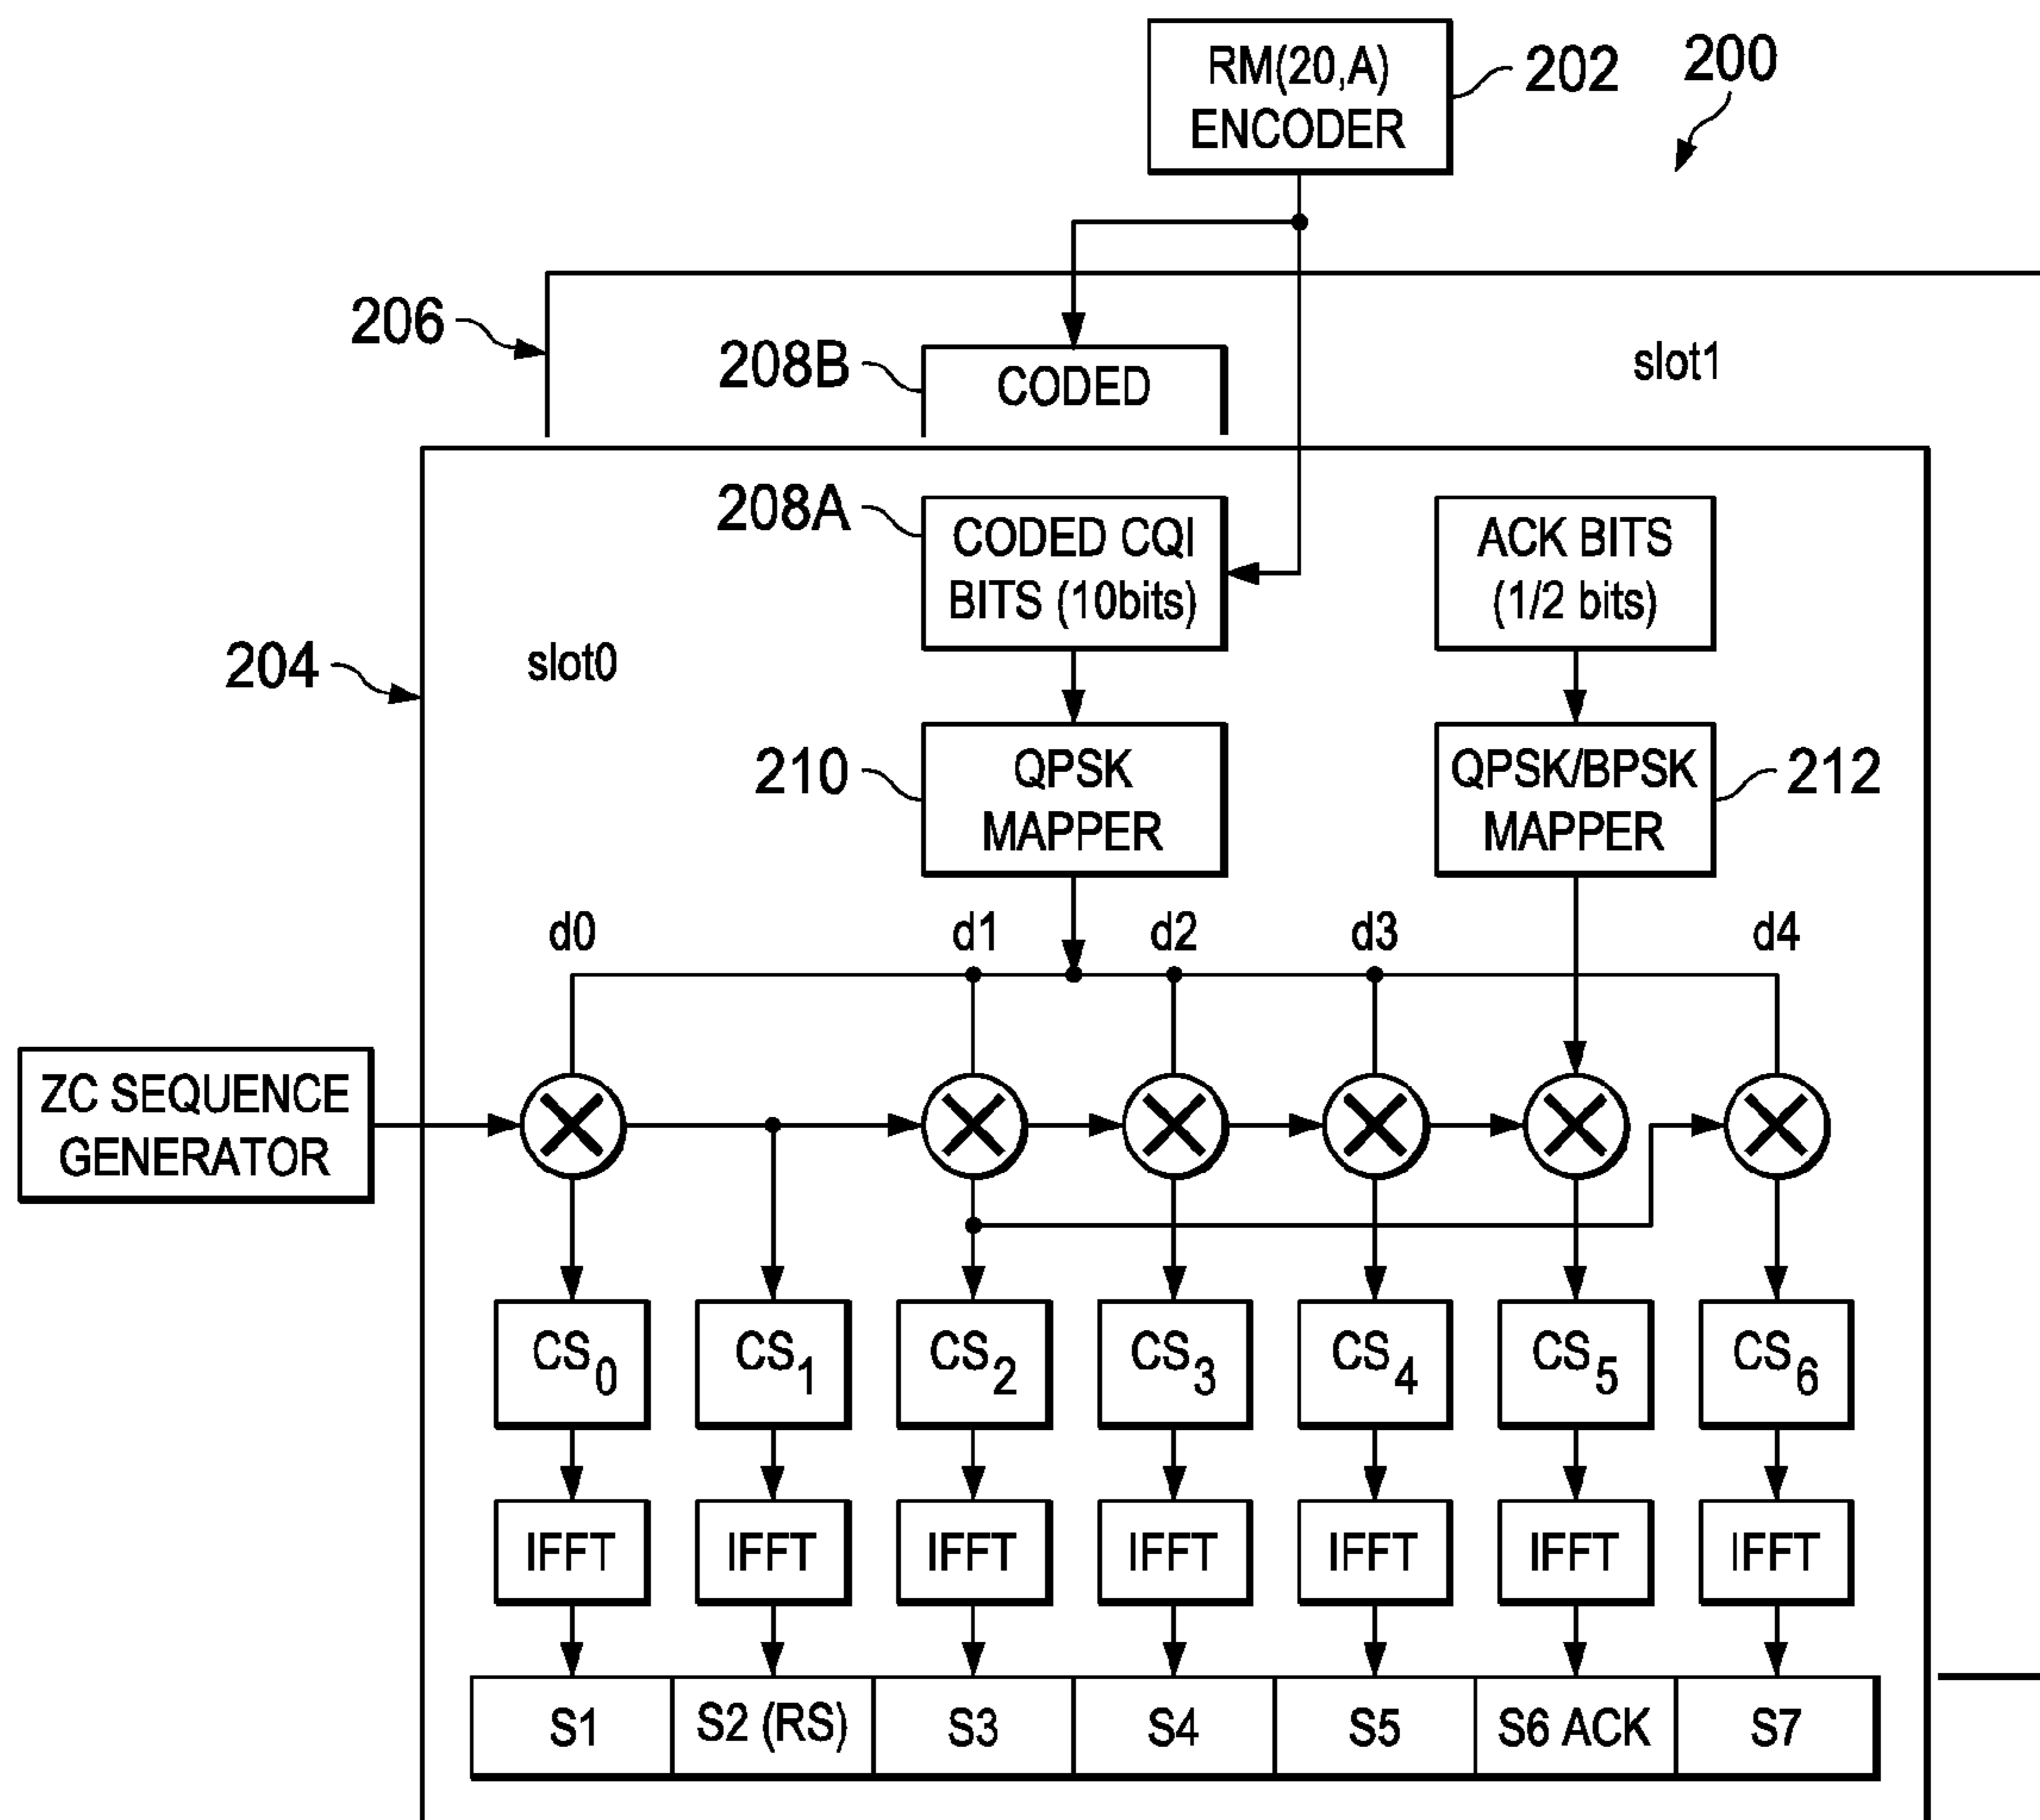 RM(20,A)
ENCODER
202
200
206
208B
CODED
slot1
208A
CODED CQI
BITS (10bits)
ACK BITS
(1/2 bits)
204
slot0
210
QPSK
MAPPER
QPSK/BPSK
MAPPER
212
d0
d1
d2
d3
d4
ZC SEQUENCE
GENERATOR
CS0
CS1
CS2
CS3
CS4
CS5
CS6
IFFT
IFFT
IFFT
IFFT
IFFT
IFFT
IFFT
S1
S2 (RS)
S3
S4
S5
S6 ACK
S7